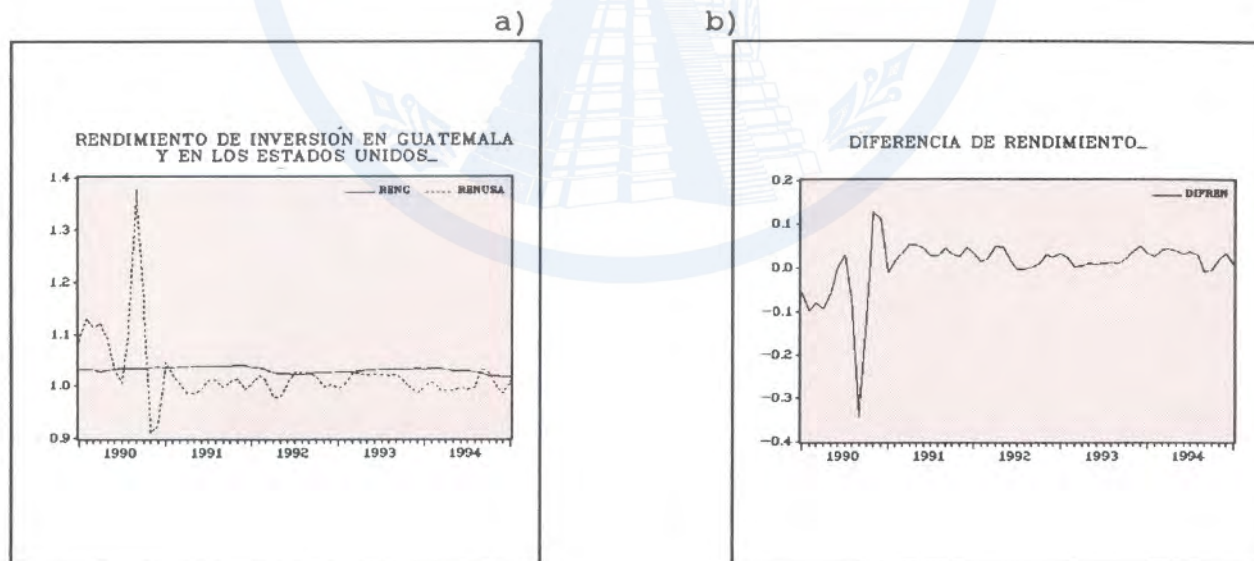 a)
RENDIMIENTO DE INVERSIÓN EN GUATEMALA
Y EN LOS ESTADOS UNIDOS_
RENG RENUSA
1.4
1.3
1.2
1.1
1.0
0.9
1990 1991 1992 1993 1994
b)
DIFERENCIA DE RENDIMIENTO_
DIFREN
0.2
0.1
0.0
-0.1
-0.2
-0.3
-0.4
1990 1991 1992 1993 1994